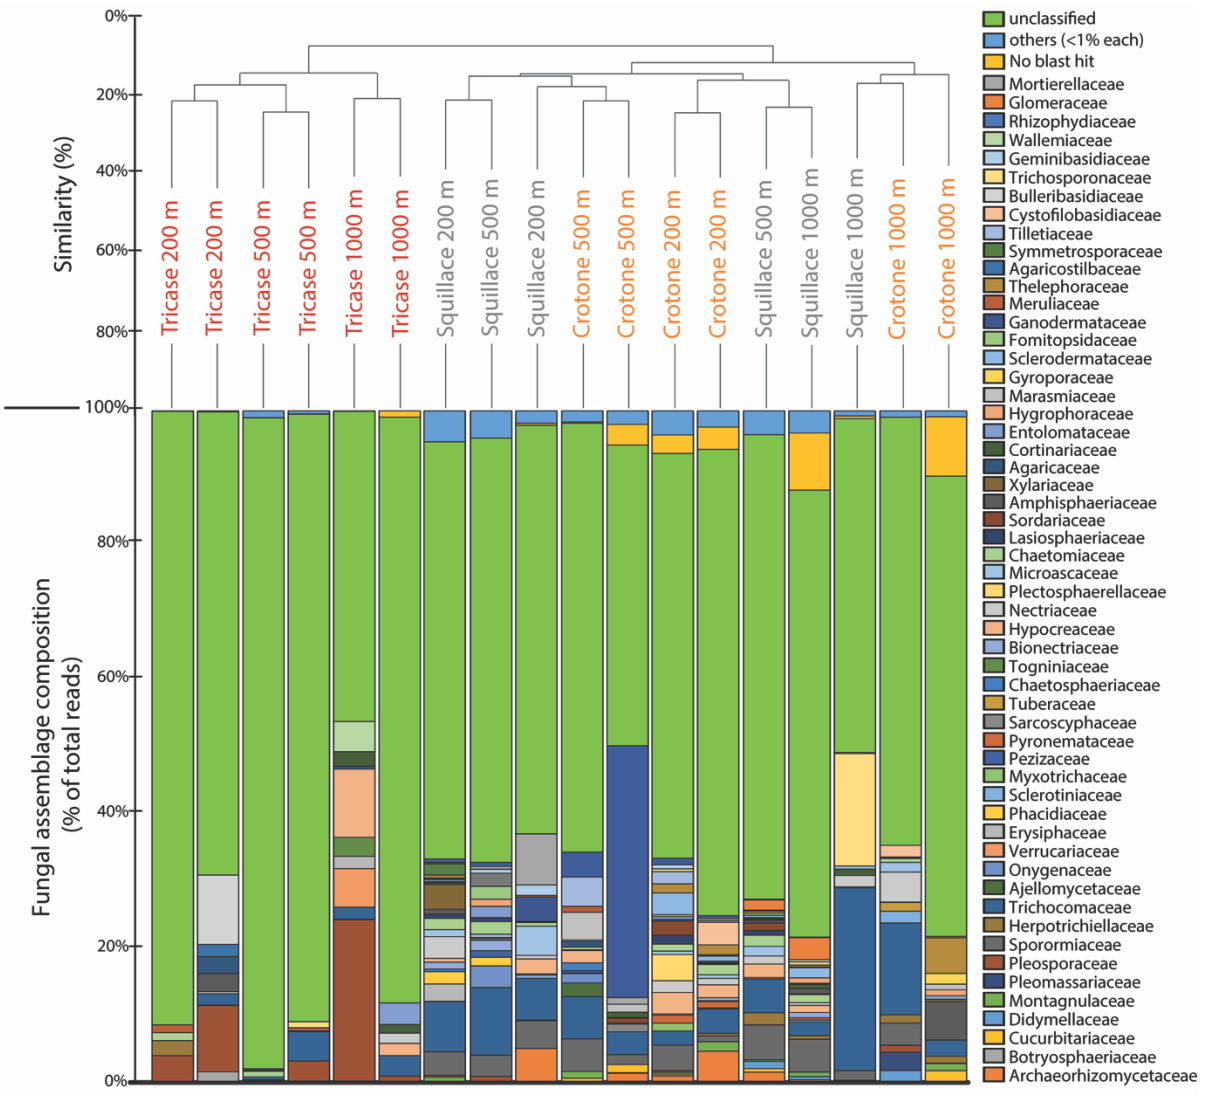 0%
20%
40%
60%
80%
100%
80%
60%
40%
20%
0%
Similarity (%)
Fungal assemblage composition
(% of total reads)
Tricase 200 m
Tricase 200 m
Tricase 500 m
Tricase 500 m
Tricase 1000 m
Tricase 1000 m
Squillace 200 m
Squillace 500 m
Squillace 200 m
Crotone 500 m
Crotone 500 m
Crotone 200 m
Crotone 200 m
Squillace 500 m
Squillace 1000 m
Squillace 1000 m
Crotone 1000 m
Crotone 1000 m
unclassified
others (<1% each)
No blast hit
Mortierellaceae
Glomeraceae
Rhizophydiaceae
Wallemiaceae
Geminibasidiaceae
Trichosporonaceae
Bulleribasidiaceae
Cystofilobasidiaceae
Tilletiaceae
Symmetrosporaceae
Agaricostilbaceae
Thelephoraceae
Meruliaceae
Ganodermataceae
Fomitopsidaceae
Sclerodermataceae
Gyroporaceae
Marasmiaceae
Hygrophoraceae
Entolomataceae
Cortinariaceae
Agaricaceae
Xylariaceae
Amphisphaeriaceae
Sordariaceae
Lasiosphaeriaceae
Chaetomiaceae
Microascaceae
Plectosphaerellaceae
Nectriaceae
Hypocreaceae
Bionectriaceae
Togniniaceae
Chaetosphaeriaceae
Tuberaceae
Sarcoscyphaceae
Pyronemataceae
Pezizaceae
Myxotrichaceae
Sclerotiniaceae
Phacidiaceae
Erysiphaceae
Verrucariaceae
Onygenaceae
Ajellomycetaceae
Trichocomaceae
Herpotrichiellaceae
Sporormiaceae
Pleosporaceae
Pleomassariaceae
Montagnulaceae
Didymellaceae
Cucurbitariaceae
Botryosphaeriaceae
Archaeorhizomycetaceae